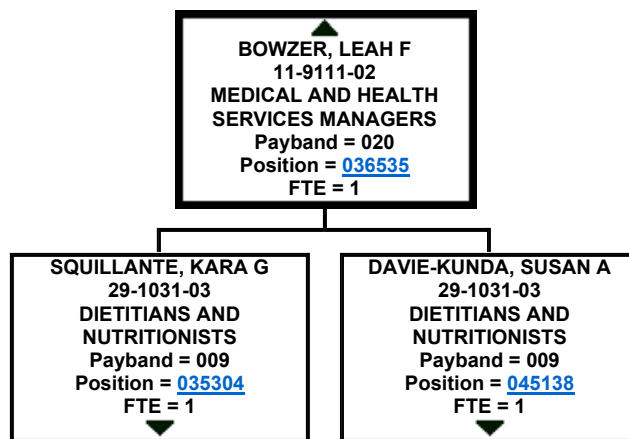 BOWZER, LEAH F
11-9111-02
MEDICAL AND HEALTH
SERVICES MANAGERS
Payband = 020
Position = 036535
FTE = 1
SQUILLANTE, KARA G
29-1031-03
DIETITIANS AND
NUTRITIONISTS
Payband = 009
Position = 035304
FTE = 1
DAVIE-KUNDA, SUSAN A
29-1031-03
DIETITIANS AND
NUTRITIONISTS
Payband = 009
Position = 045138
FTE = 1